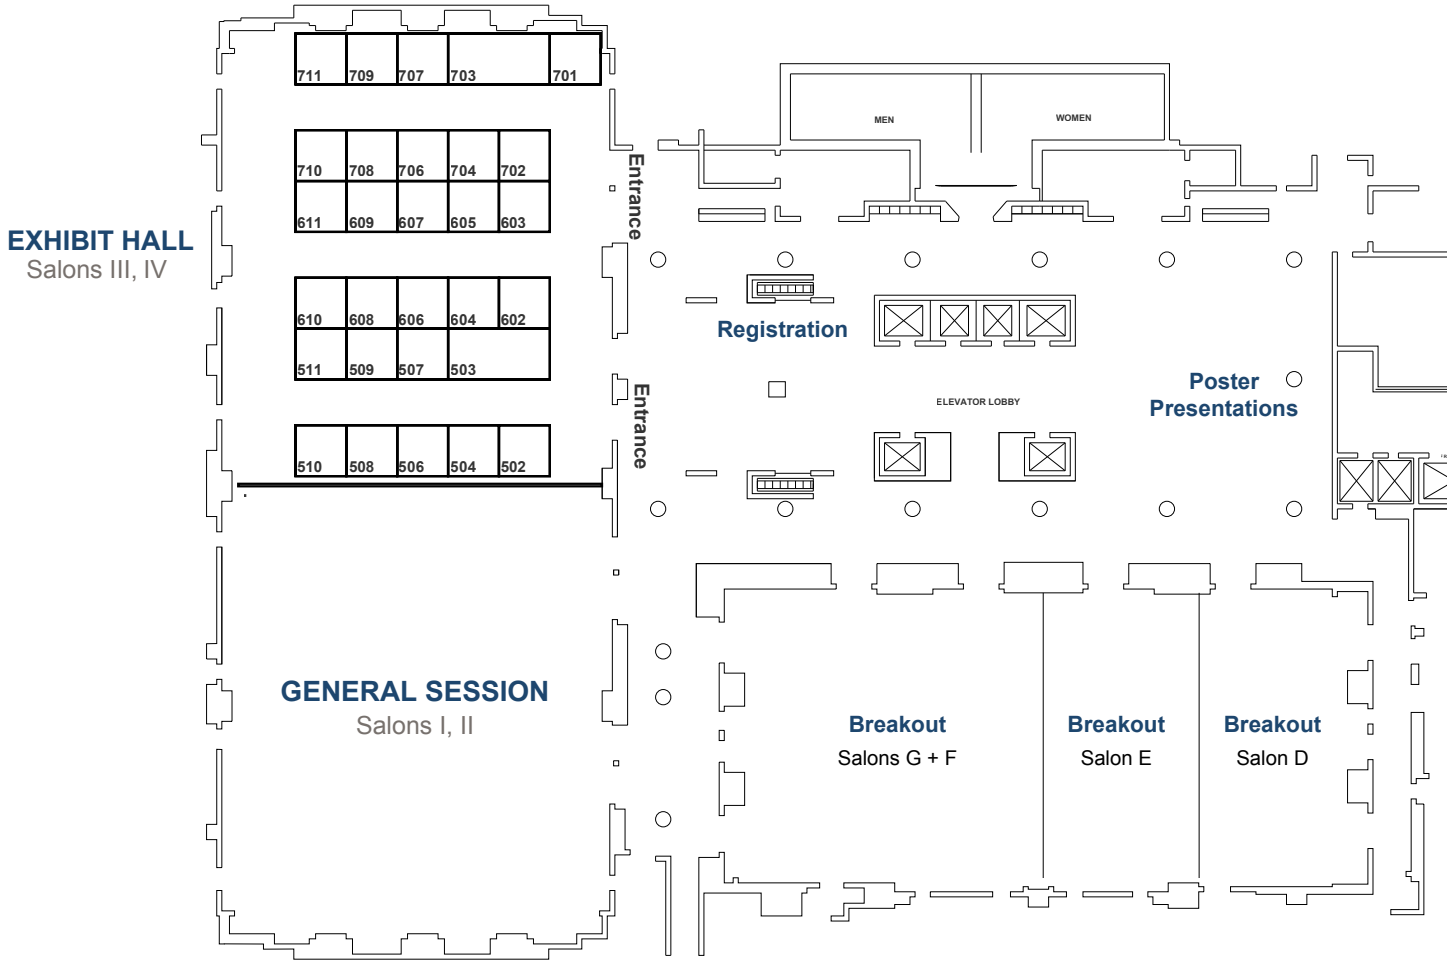 711 709 707 703 701
MEN
WOMEN
710 708 706 704 702
Entrance
611 609 607 605 603
EXHIBIT HALL
Salons III, IV
610 608 606 604 602
Registration
511 509 507 503
Poster
Presentations
ELEVATOR LOBBY
Entrance
510 508 506 504 502
GENERAL SESSION
Salons I, II
Breakout
Salons G + F
Breakout
Salon E
Breakout
Salon D